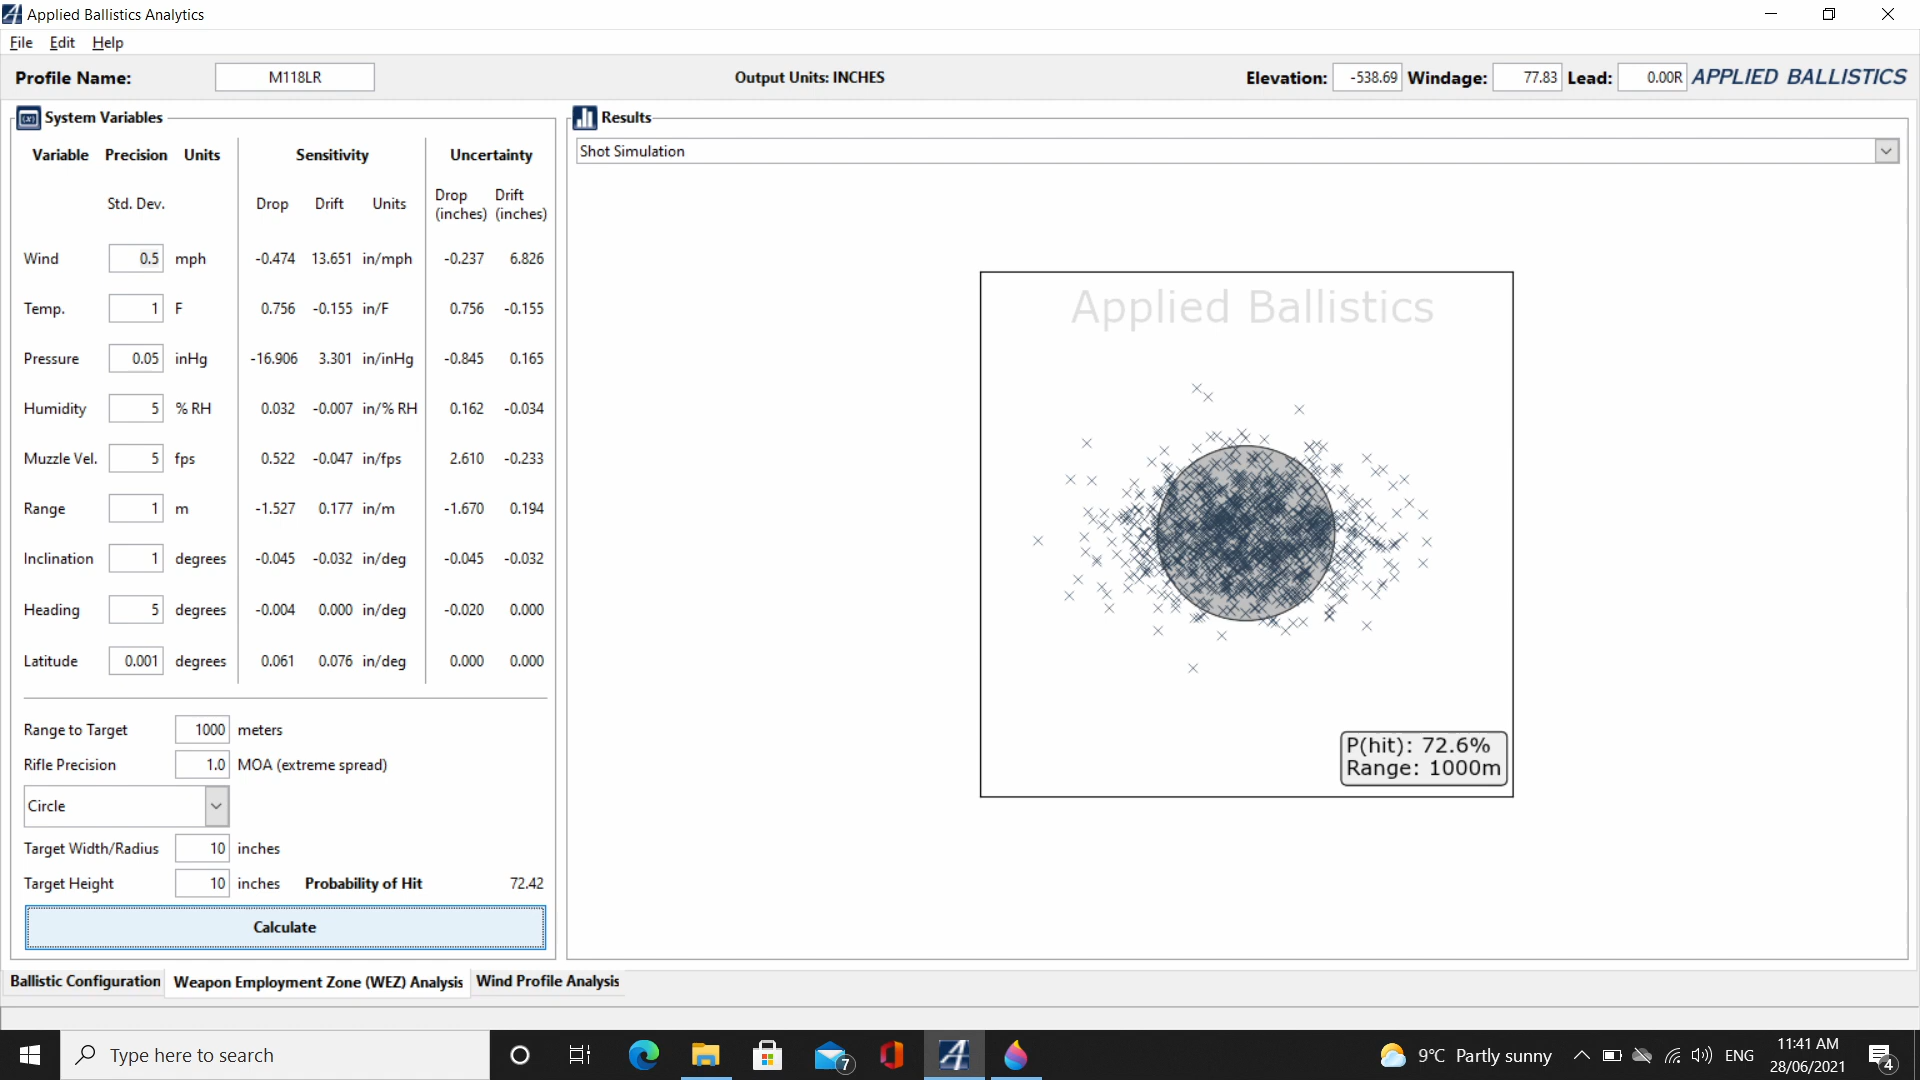 Applied Ballistics Analytics
File Edit Help
Profile Name: M118LR Output Units: INCHES Elevation: -538.69 Windage: 77.83 Lead: 0.00R APPLIED BALLISTICS
System Variables
Variable Precision Units Sensitivity Uncertainty
Std. Dev. Drop Drift Units Drop (inches) Drift (inches)
Wind 0.5 mph -0.474 13.651 in/mph -0.237 6.826
Temp. 1 F 0.756 -0.155 in/F 0.756 -0.155
Pressure 0.05 inHg -16.906 3.301 in/inHg -0.845 0.165
Humidity 5 % RH 0.032 -0.007 in/% RH 0.162 -0.034
Muzzle Vel. 5 fps 0.522 -0.047 in/fps 2.610 -0.233
Range 1 m -1.527 0.177 in/m -1.670 0.194
Inclination 1 degrees -0.045 -0.032 in/deg -0.045 -0.032
Heading 5 degrees -0.004 0.000 in/deg -0.020 0.000
Latitude 0.001 degrees 0.061 0.076 in/deg 0.000 0.000
Range to Target 1000 meters
Rifle Precision 1.0 MOA (extreme spread)
Circle
Target Width/Radius 10 inches
Target Height 10 inches Probability of Hit 72.42
Calculate
Results
Shot Simulation
Applied Ballistics
P(hit): 72.6%
Range: 1000m
Ballistic Configuration Weapon Employment Zone (WEZ) Analysis Wind Profile Analysis
Type here to search 7 9°C Partly sunny ENG 11:41 AM
28/06/2021 4